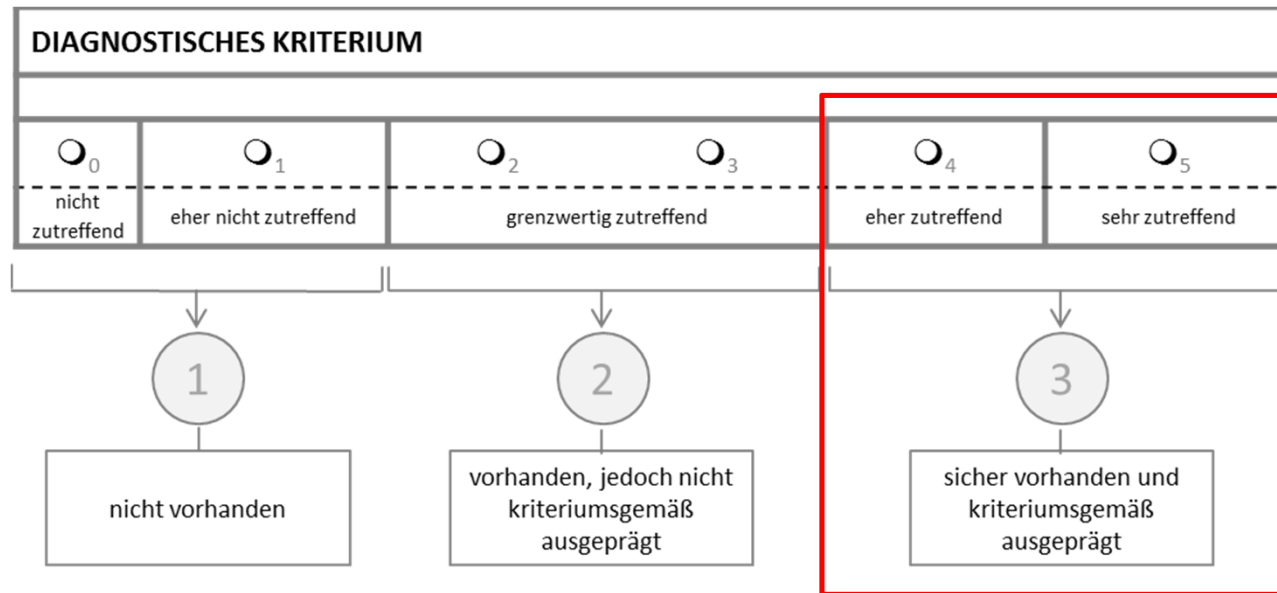 DIAGNOSTISCHES KRITERIUM
0 1 2 3 4 5
nicht
zutreffend
eher nicht zutreffend
grenzwertig zutreffend
eher zutreffend
sehr zutreffend
1
2
3
nicht vorhanden
vorhanden, jedoch nicht
kriteriumsgemäß
ausgeprägt
sicher vorhanden und
kriteriumsgemäß
ausgeprägt